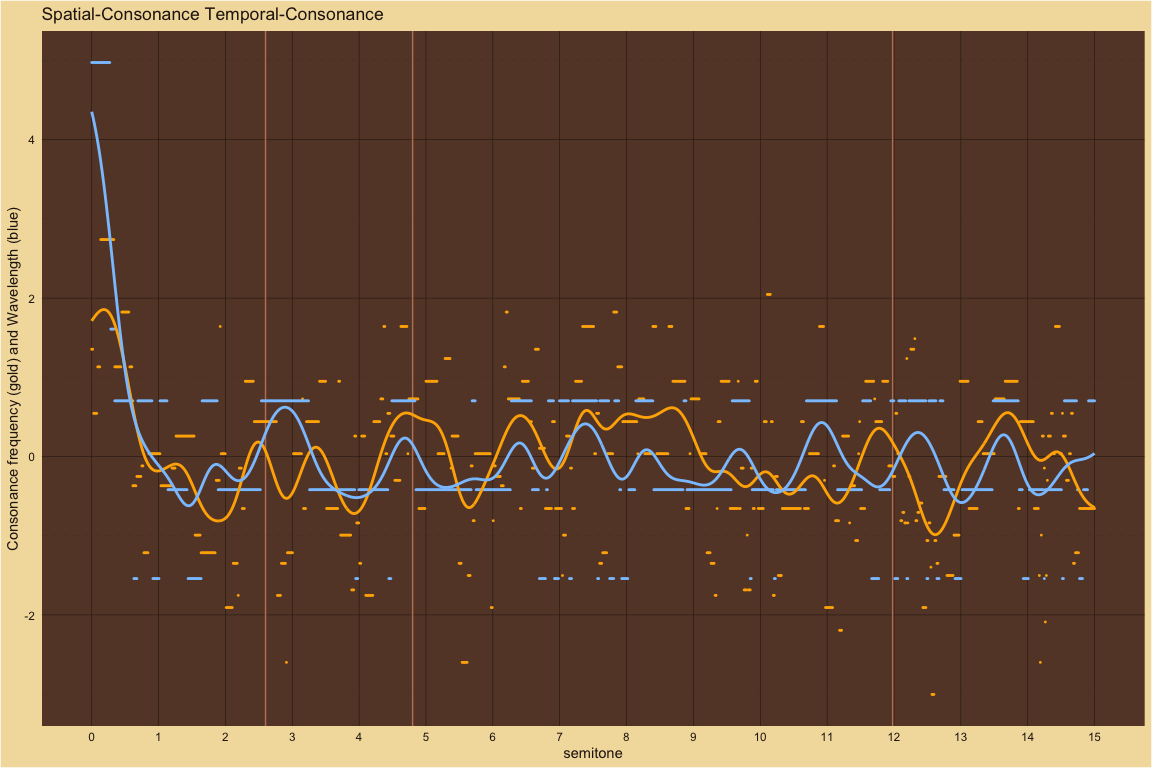 Spatial-Consonance Temporal-Consonance
Consonance frequency (gold) and Wavelength (blue)
4
2
0
-2
0 1 2 3 4 5 6 7 8 9 10 11 12 13 14 15
semitone